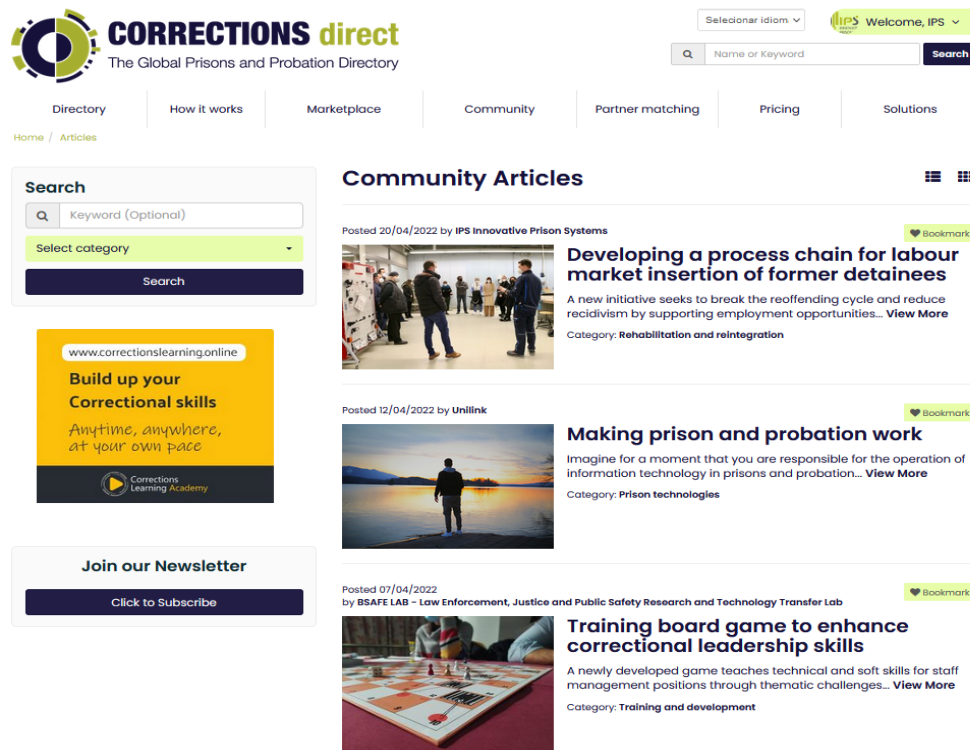 CORRECTIONS direct
The Global Prisons and Probation Directory
Selecionar idiom
IPS
Welcome, IPS
Name or Keyword
Search
Directory
How it works
Marketplace
Community
Partner matching
Pricing
Solutions
Home / Articles
Search
Keyword (Optional)
Select category
Search
www.correctionslearning.online
Build up your
Correctional skills
Anytime, anywhere,
at your own pace
Corrections
Learning Academy
Join our Newsletter
Click to Subscribe
Community Articles
Posted 20/04/2022 by IPS Innovative Prison Systems
Bookmark
Developing a process chain for labour
market insertion of former detainees
A new initiative seeks to break the reoffending cycle and reduce
recidivism by supporting employment opportunities... View More
Category: Rehabilitation and reintegration
Posted 12/04/2022 by Unilink
Bookmark
Making prison and probation work
Imagine for a moment that you are responsible for the operation of
information technology in prisons and probation... View More
Category: Prison technologies
Posted 07/04/2022
by BSAFE LAB - Law Enforcement, Justice and Public Safety Research and Technology Transfer Lab
Bookmark
Training board game to enhance
correctional leadership skills
A newly developed game teaches technical and soft skills for staff
management positions through thematic challenges... View More
Category: Training and development